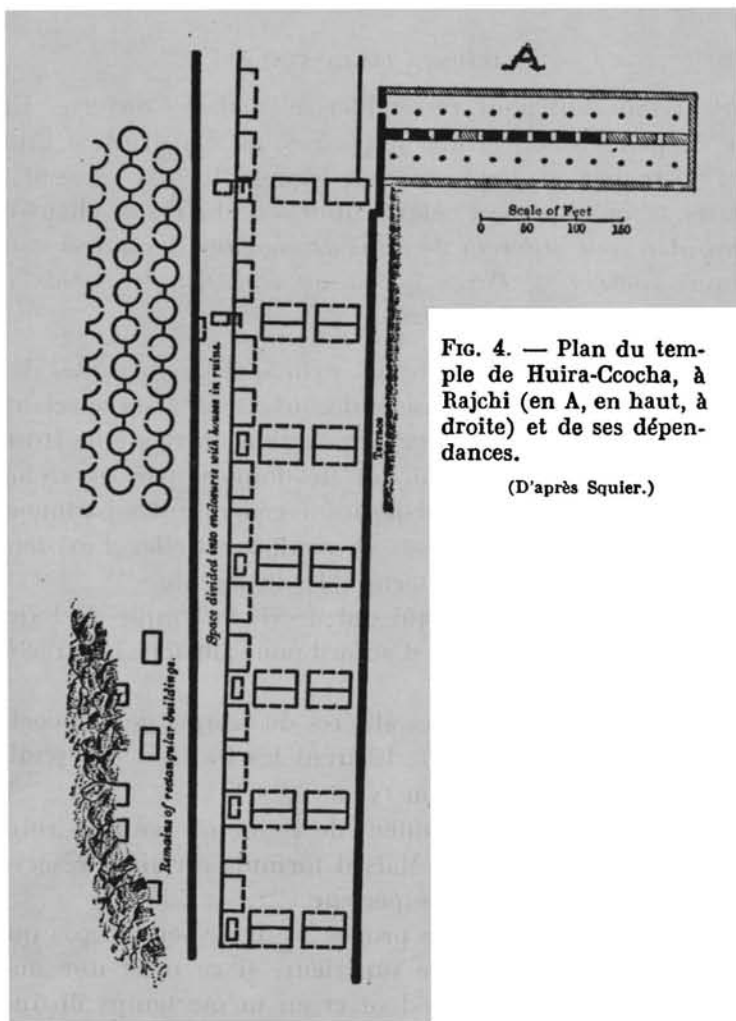 A
Scale of Feet
0 50 100 150
Terrace
Space divided into enclosures with houses in ruins.
Remains of rectangular buildings.
FIG. 4. — Plan du tem-
ple de Huira-Ccocha, à
Rajchi (en A, en haut, à
droite) et de ses dépen-
dances.
(D'après Squier.)